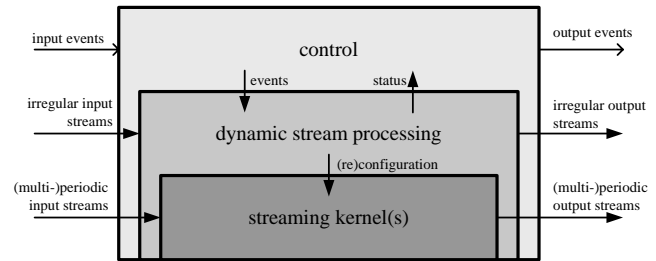 input events
control
output events
events
status
irregular input
streams
dynamic stream processing
irregular output
streams
(re)configuration
(multi-)periodic
input streams
streaming kernel(s)
(multi-)periodic
output streams